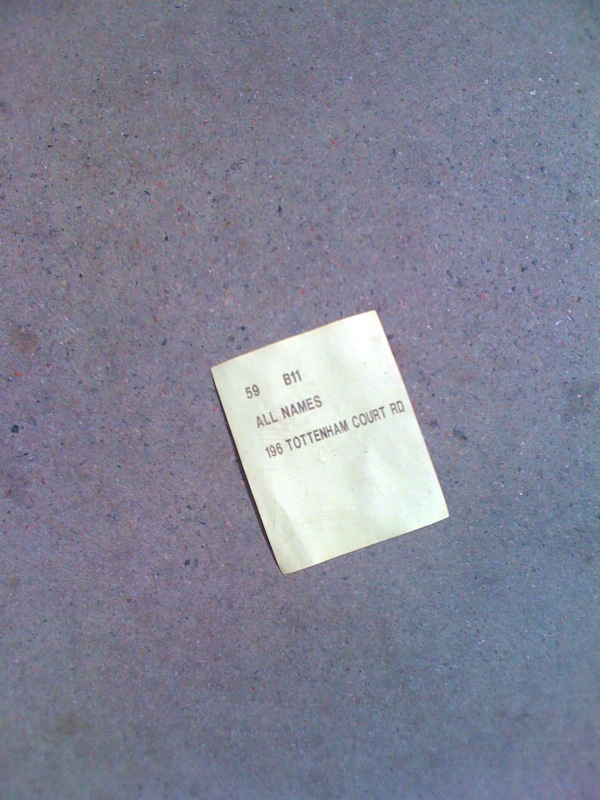 59 B11
ALL NAMES
196 TOTTENHAM COURT RD